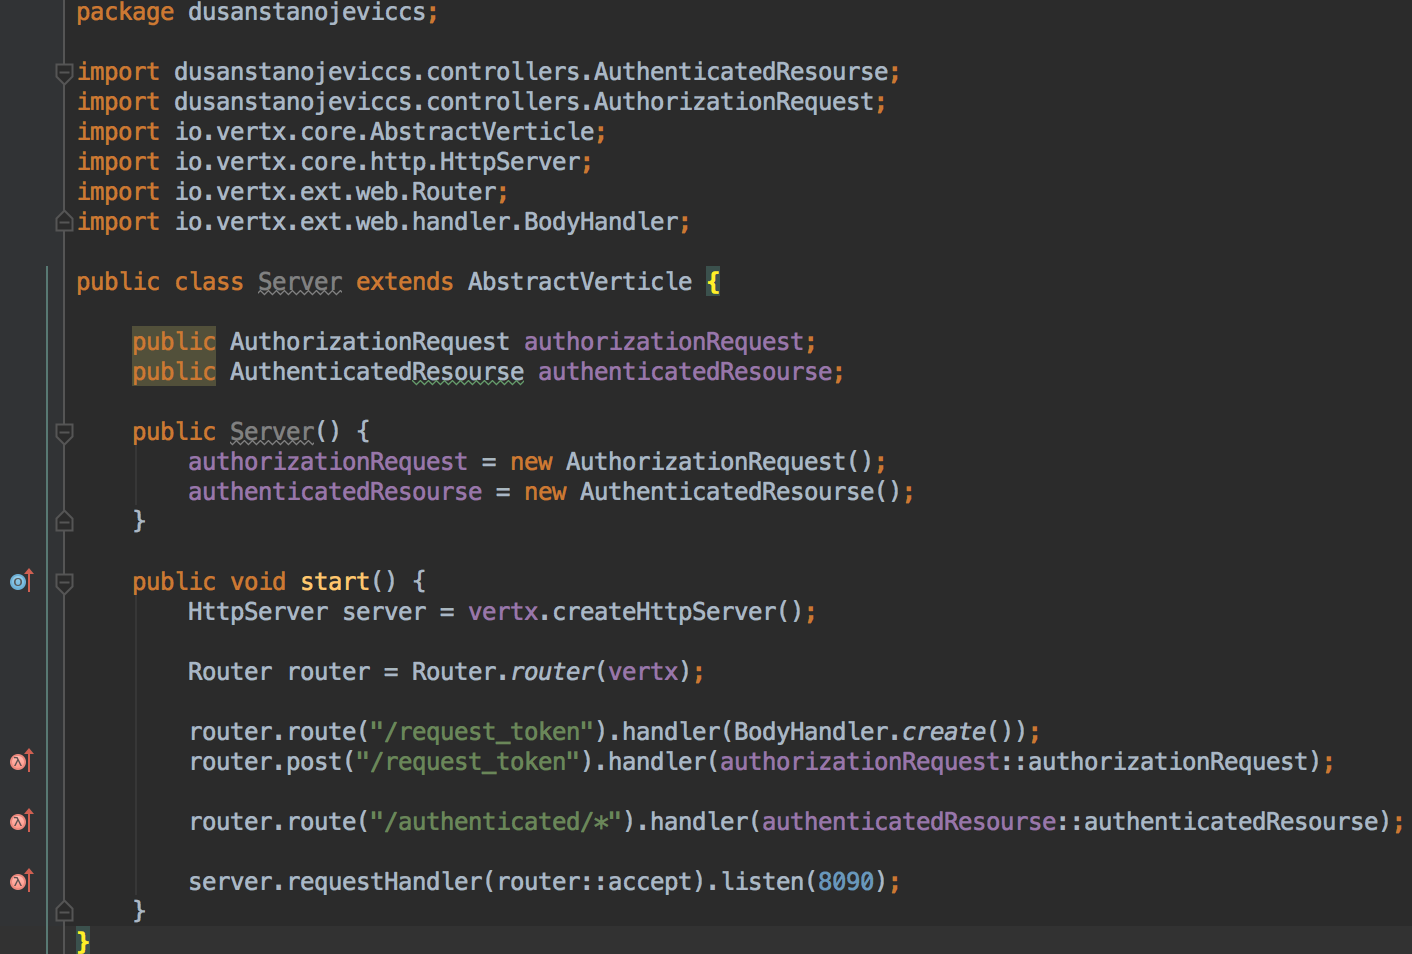 package dusanstanojeviccs;
import dusanstanojeviccs.controllers.AuthenticatedResourse;
import dusanstanojeviccs.controllers.AuthorizationRequest;
import io.vertx.core.AbstractVerticle;
import io.vertx.core.http.HttpServer;
import io.vertx.ext.web.Router;
import io.vertx.ext.web.handler.BodyHandler;
public class Server extends AbstractVerticle {
public AuthorizationRequest authorizationRequest;
public AuthenticatedResourse authenticatedResourse;
public Server() {
authorizationRequest = new AuthorizationRequest();
authenticatedResourse = new AuthenticatedResourse();
}
public void start() {
HttpServer server = vertx.createHttpServer();
Router router = Router.router(vertx);
router.route("/request_token").handler(BodyHandler.create());
router.post("/request_token").handler(authorizationRequest::authorizationRequest);
router.route("/authenticated/*").handler(authenticatedResourse::authenticatedResourse);
server.requestHandler(router::accept).listen(8090);
}
}